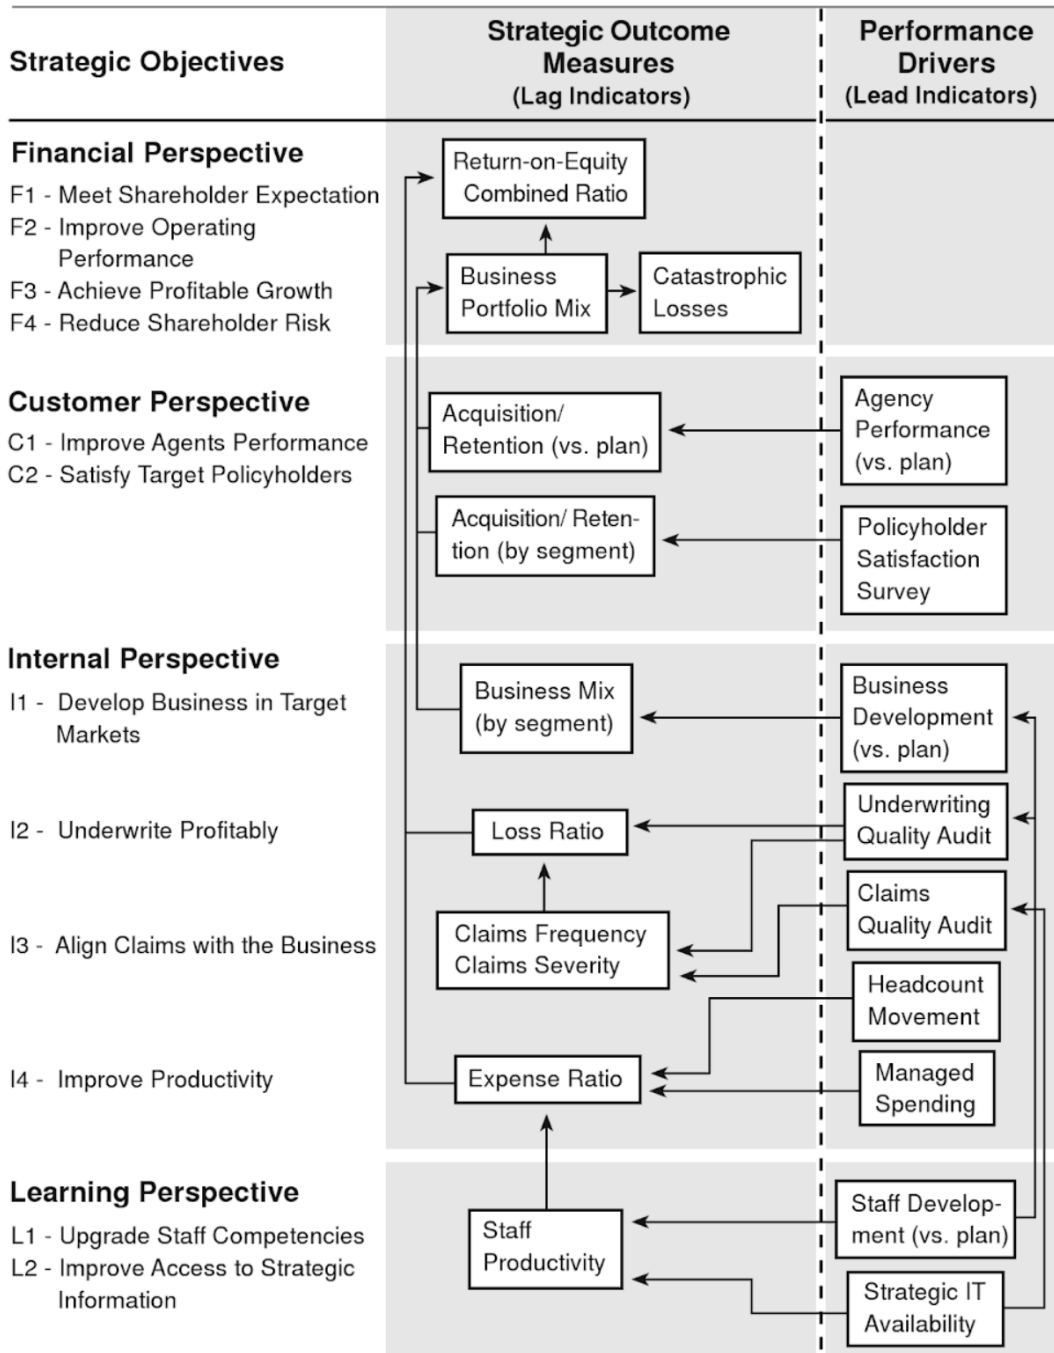 Strategic Objectives
Strategic Outcome
Measures
(Lag Indicators)
Performance
Drivers
(Lead Indicators)
Financial Perspective
F1 - Meet Shareholder Expectation
F2 - Improve Operating
Performance
F3 - Achieve Profitable Growth
F4 - Reduce Shareholder Risk
Return-on-Equity
Combined Ratio
Business
Portfolio Mix
Catastrophic
Losses
Customer Perspective
C1 - Improve Agents Performance
C2 - Satisfy Target Policyholders
Acquisition/
Retention (vs. plan)
Agency
Performance
(vs. plan)
Acquisition/ Reten-
tion (by segment)
Policyholder
Satisfaction
Survey
Internal Perspective
I1 - Develop Business in Target
Markets
Business Mix
(by segment)
Business
Development
(vs. plan)
I2 - Underwrite Profitably
Loss Ratio
Underwriting
Quality Audit
I3 - Align Claims with the Business
Claims Frequency
Claims Severity
Claims
Quality Audit
Headcount
Movement
I4 - Improve Productivity
Expense Ratio
Managed
Spending
Learning Perspective
L1 - Upgrade Staff Competencies
L2 - Improve Access to Strategic
Information
Staff
Productivity
Staff Develop-
ment (vs. plan)
Strategic IT
Availability